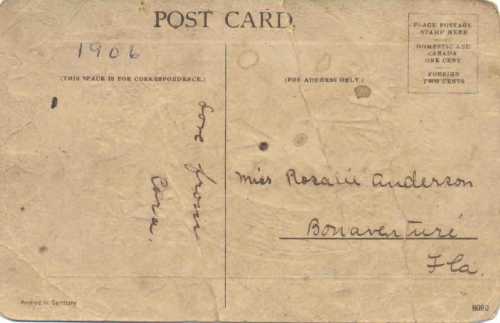 POST CARD.
PLACE POSTAGE
STAMP HERE
DOMESTIC AND
CANADA
ONE CENT
FOREIGN
TWO CENTS
1906
(THIS SPACE IS FOR CORRESPONDENCE.)
(FOR ADDRESS ONLY.)
Love from
Cora.
Miss Rosalie Anderson
Bonaventure
Fla.
Printed in Germany